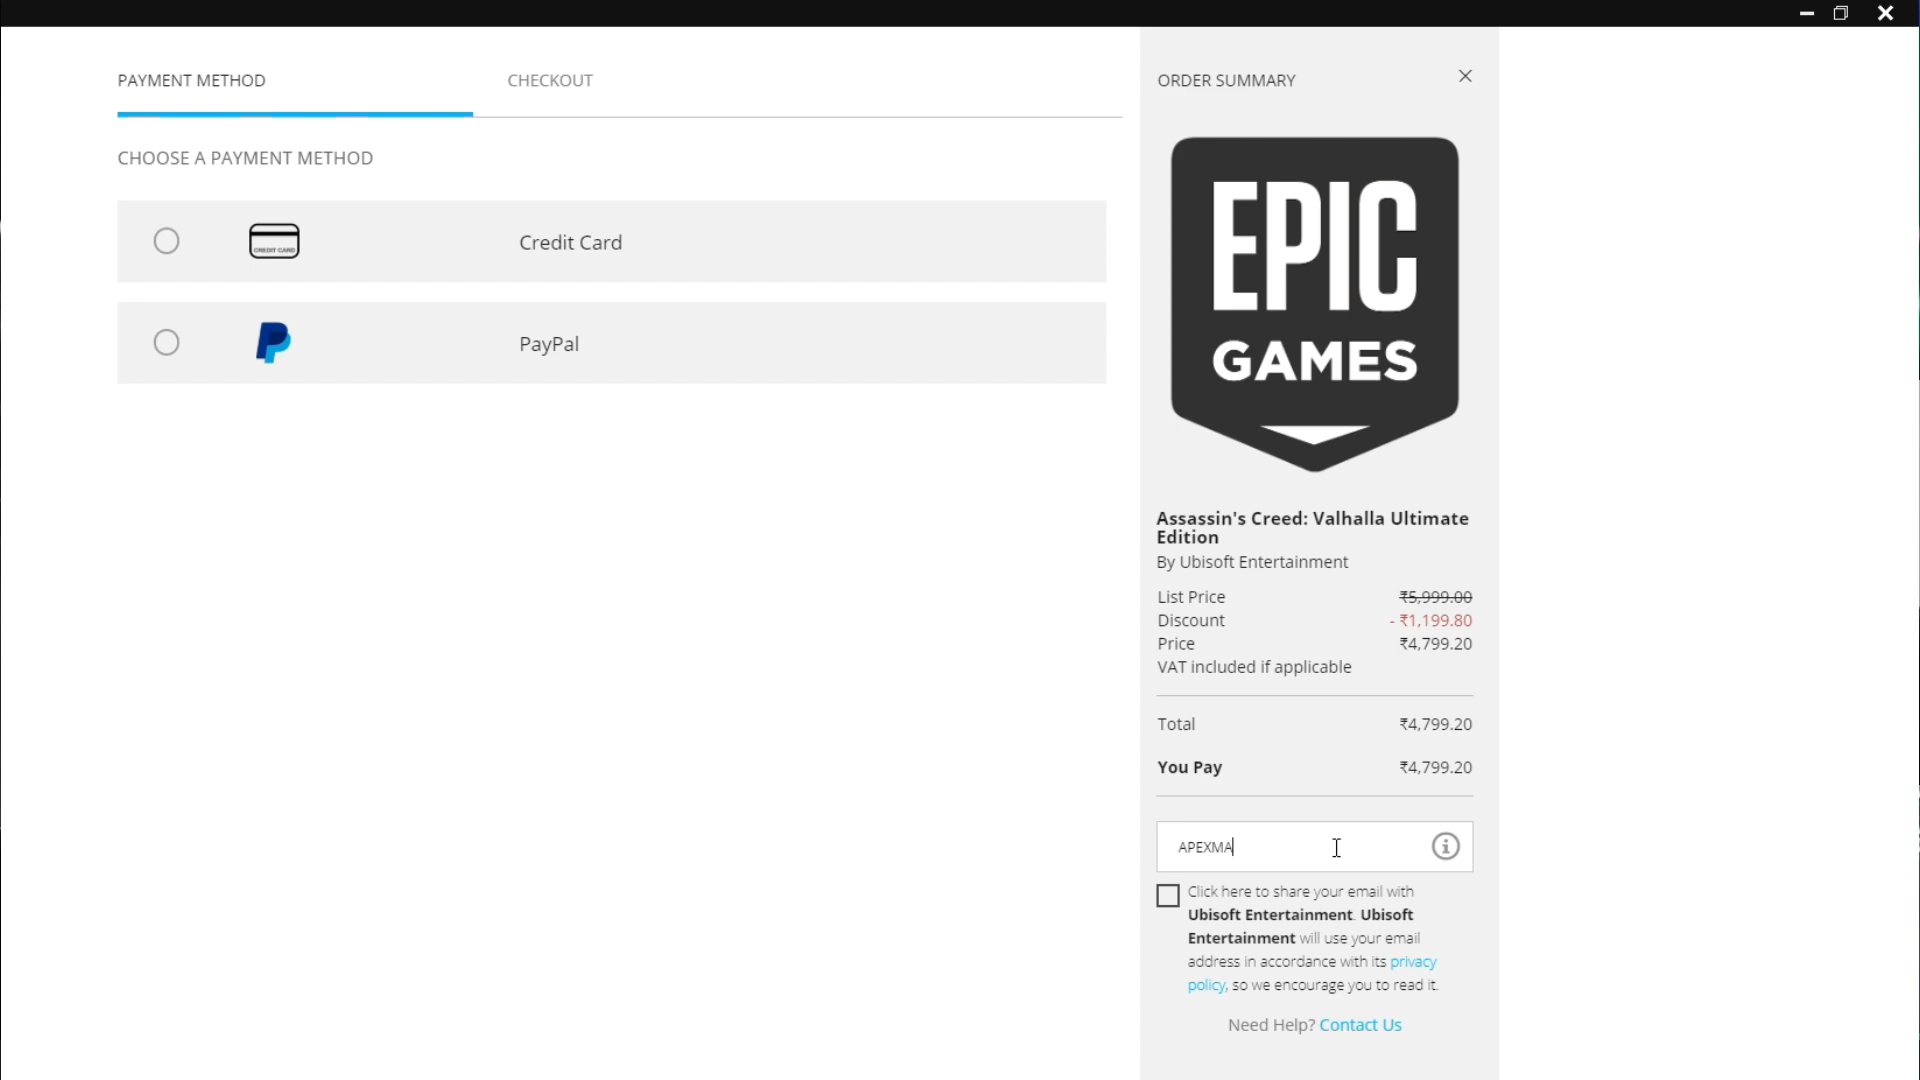 PAYMENT METHOD
CHECKOUT
CHOOSE A PAYMENT METHOD
CREDIT CARD
Credit Card
PayPal
ORDER SUMMARY
EPIC
GAMES
Assassin's Creed: Valhalla Ultimate
Edition
By Ubisoft Entertainment
List Price ₹5,999.00
Discount - ₹1,199.80
Price ₹4,799.20
VAT included if applicable
Total ₹4,799.20
You Pay ₹4,799.20
APEXMA
Click here to share your email with
Ubisoft Entertainment. Ubisoft
Entertainment will use your email
address in accordance with its privacy
policy, so we encourage you to read it.
Need Help? Contact Us